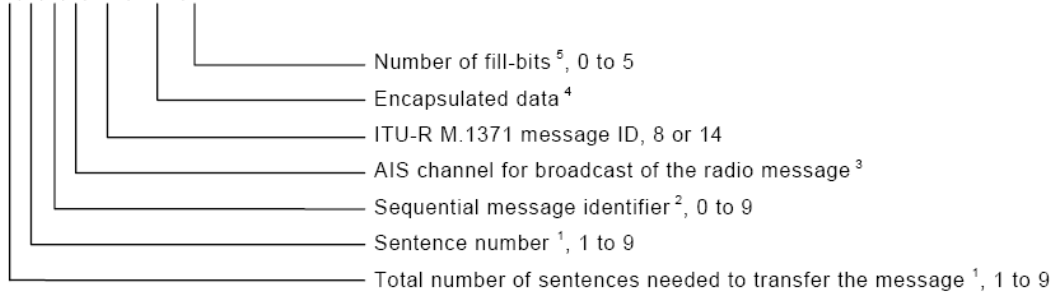 Number of fill-bits ⁵, 0 to 5
Encapsulated data ⁴
ITU-R M.1371 message ID, 8 or 14
AIS channel for broadcast of the radio message ³
Sequential message identifier ², 0 to 9
Sentence number ¹, 1 to 9
Total number of sentences needed to transfer the message ¹, 1 to 9